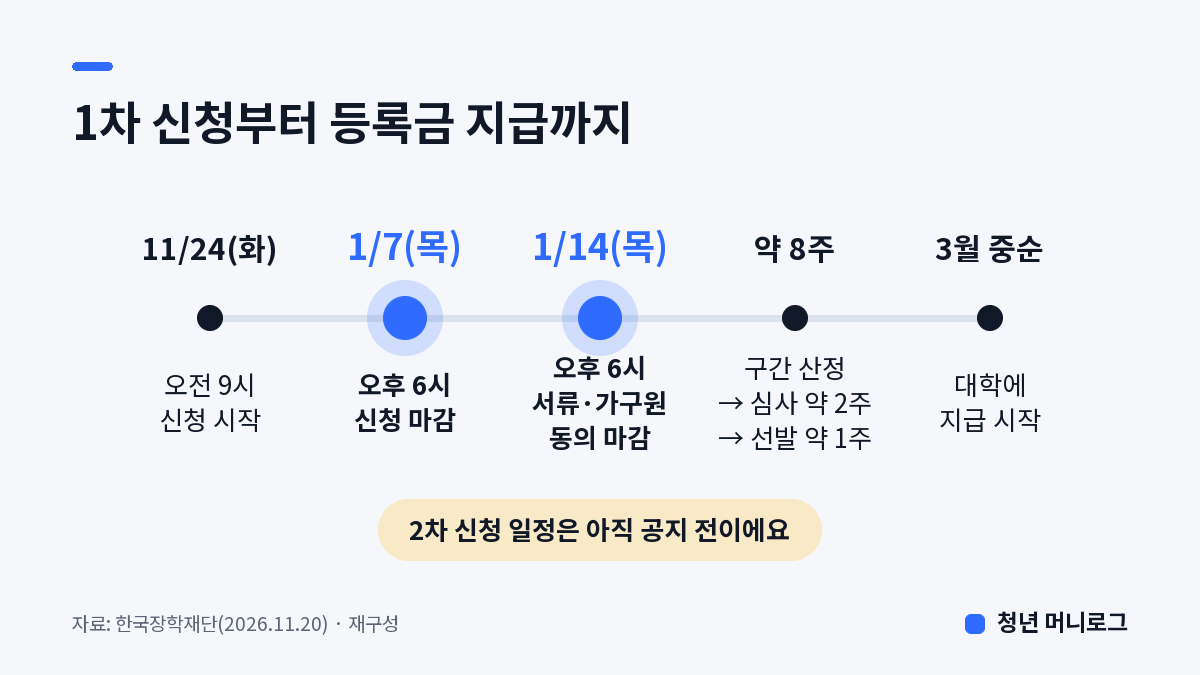 1차 신청부터 등록금 지급까지
11/24(화)
오전 9시
신청 시작
1/7(목)
오후 6시
신청 마감
1/14(목)
오후 6시
서류·가구원
동의 마감
약 8주
구간 산정
→ 심사 약 2주
→ 선발 약 1주
3월 중순
대학에
지급 시작
2차 신청 일정은 아직 공지 전이에요
자료: 한국장학재단(2026.11.20) · 재구성
청년 머니로그